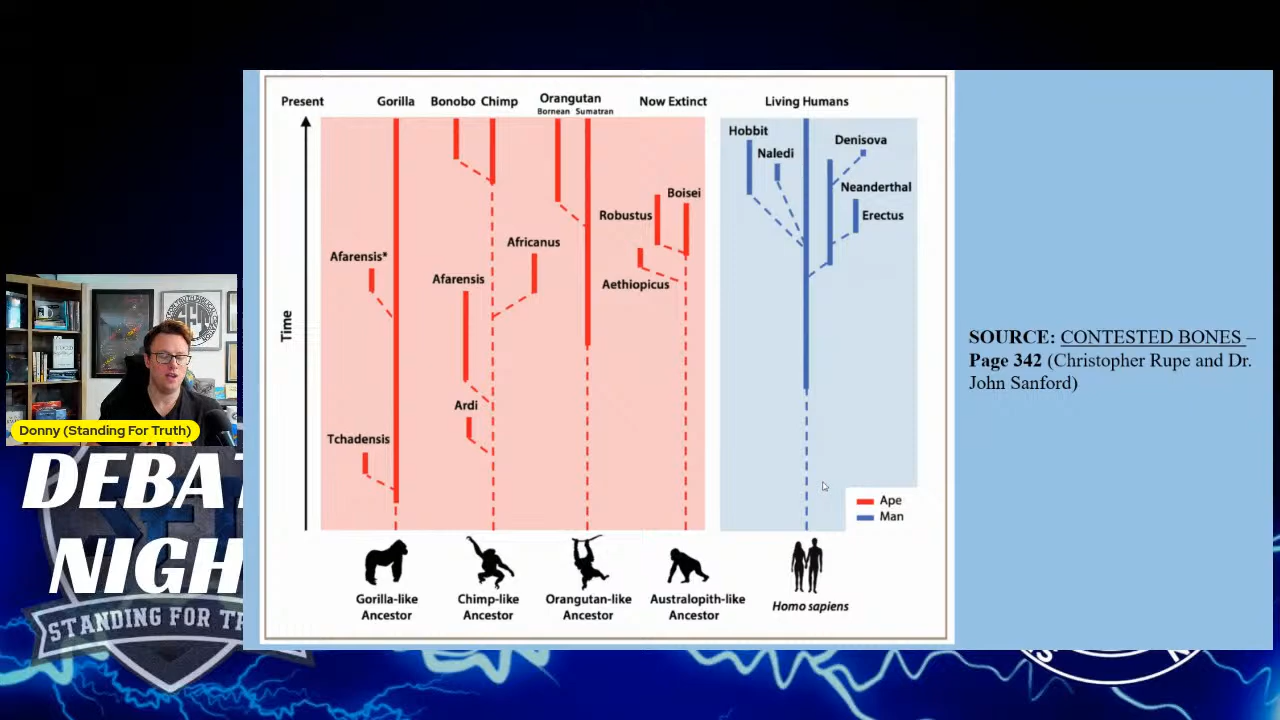 Present
Gorilla
Bonobo Chimp
Orangutan
Bornean Sumatran
Now Extinct
Living Humans
Hobbit
Naledi
Denisova
Neanderthal
Erectus
Boisei
Robustus
Aethiopicus
Africanus
Afarensis*
Afarensis
Ardi
Tchadensis
Time
Ape
Man
Gorilla-like
Ancestor
Chimp-like
Ancestor
Orangutan-like
Ancestor
Australopith-like
Ancestor
Homo sapiens
SOURCE: CONTESTED BONES –
Page 342 (Christopher Rupe and Dr.
John Sanford)
Donny (Standing For Truth)
DEBA
NIGH
STANDING FOR TR